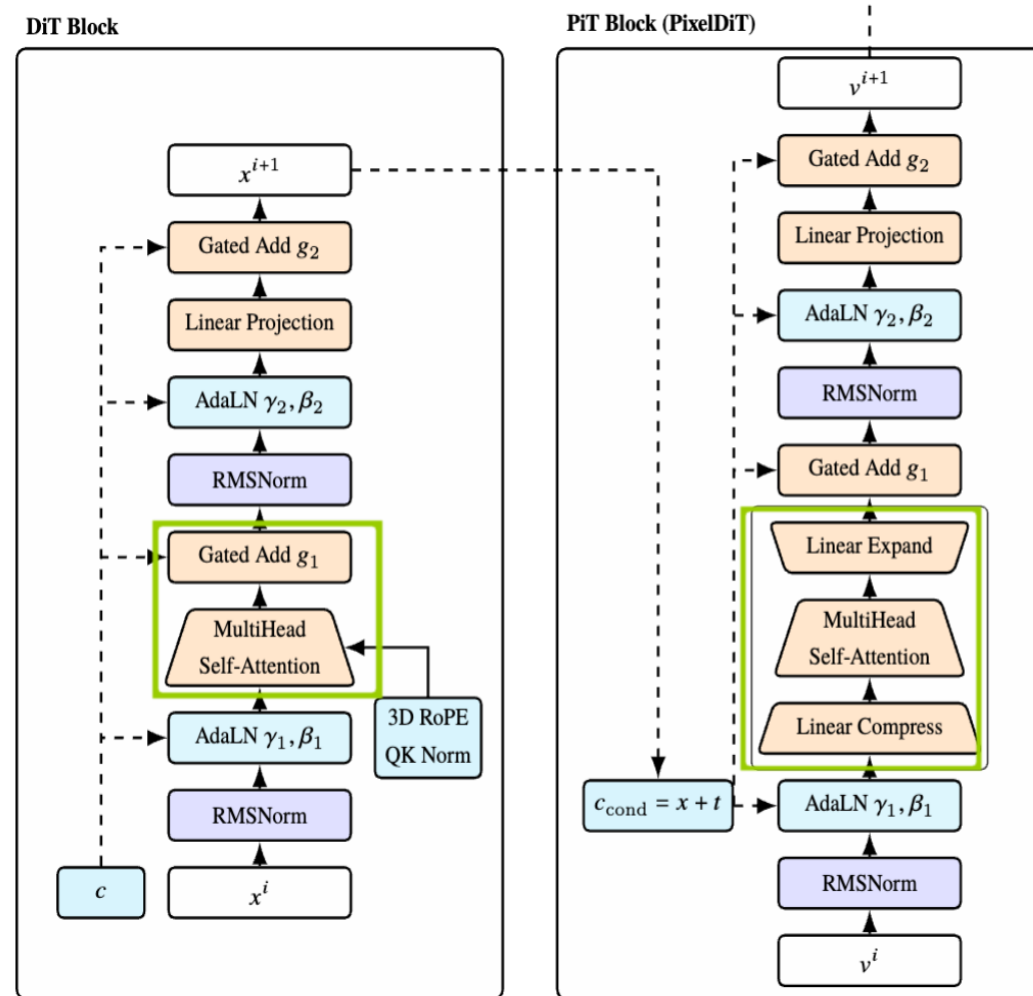 DiT Block
x^{i+1}
Gated Add g_2
Linear Projection
AdaLN γ_2, β_2
RMSNorm
Gated Add g_1
MultiHead
Self-Attention
3D RoPE
QK Norm
AdaLN γ_1, β_1
RMSNorm
c
x^i
PiT Block (PixelDiT)
v^{i+1}
Gated Add g_2
Linear Projection
AdaLN γ_2, β_2
RMSNorm
Gated Add g_1
Linear Expand
MultiHead
Self-Attention
Linear Compress
c_{cond} = x + t
AdaLN γ_1, β_1
RMSNorm
v^i